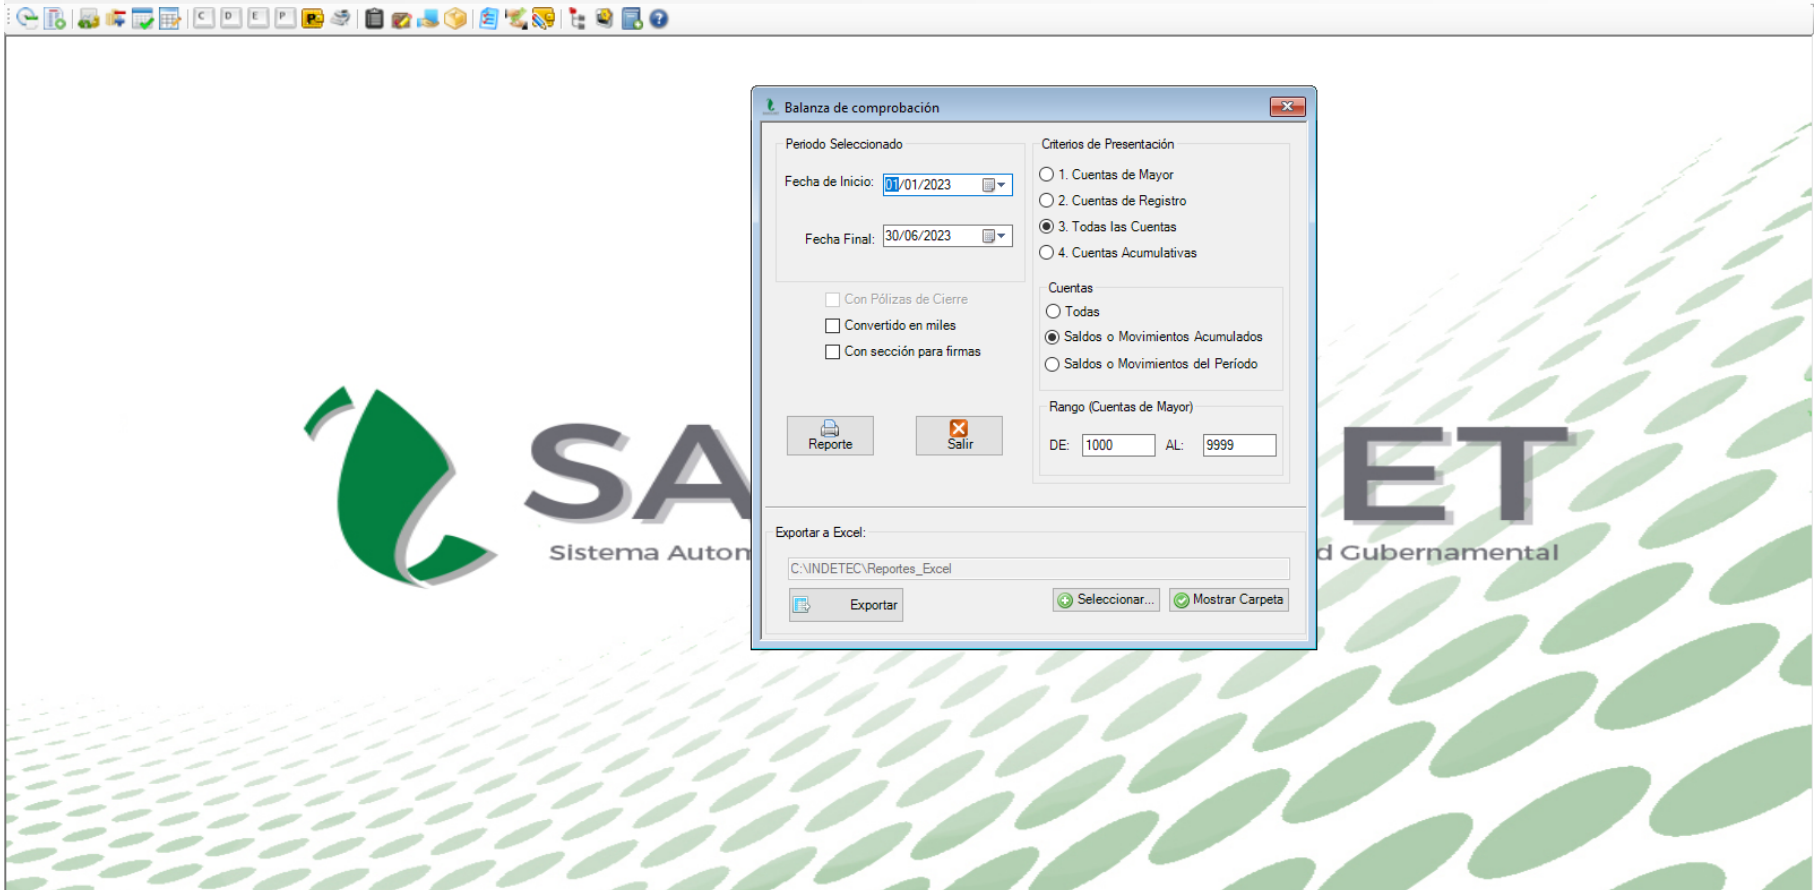 C D E P P
Balanza de comprobación
Periodo Seleccionado
Fecha de Inicio: 01/01/2023
Fecha Final: 30/06/2023
Con Pólizas de Cierre
Convertido en miles
Con sección para firmas
Reporte
Salir
Criterios de Presentación
1. Cuentas de Mayor
2. Cuentas de Registro
3. Todas las Cuentas
4. Cuentas Acumulativas
Cuentas
Todas
Saldos o Movimientos Acumulados
Saldos o Movimientos del Período
Rango (Cuentas de Mayor)
DE: 1000 AL: 9999
Exportar a Excel:
C:\INDETEC\Reportes_Excel
Exportar
Seleccionar...
Mostrar Carpeta
SA ET
Sistema Autom d Gubernamental